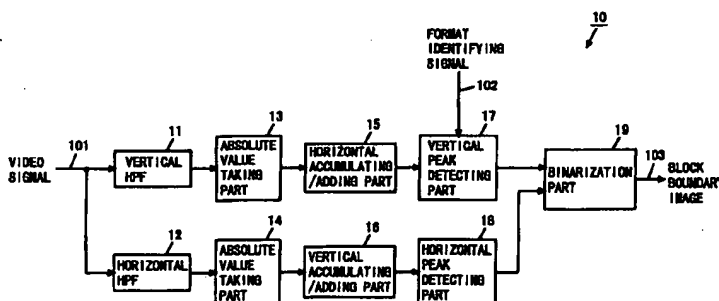 10
FORMAT
IDENTIFYING
SIGNAL
102
11
13
15
17
19
VIDEO
SIGNAL
101
VERTICAL
HPF
ABSOLUTE
VALUE
TAKING
PART
HORIZONTAL
ACCUMULATING
/ADDING PART
VERTICAL
PEAK
DETECTING
PART
BINARIZATION
PART
103
BLOCK
BOUNDARY
IMAGE
12
14
16
18
HORIZONTAL
HPF
ABSOLUTE
VALUE
TAKING
PART
VERTICAL
ACCUMULATING
/ADDING PART
HORIZONTAL
PEAK
DETECTING
PART